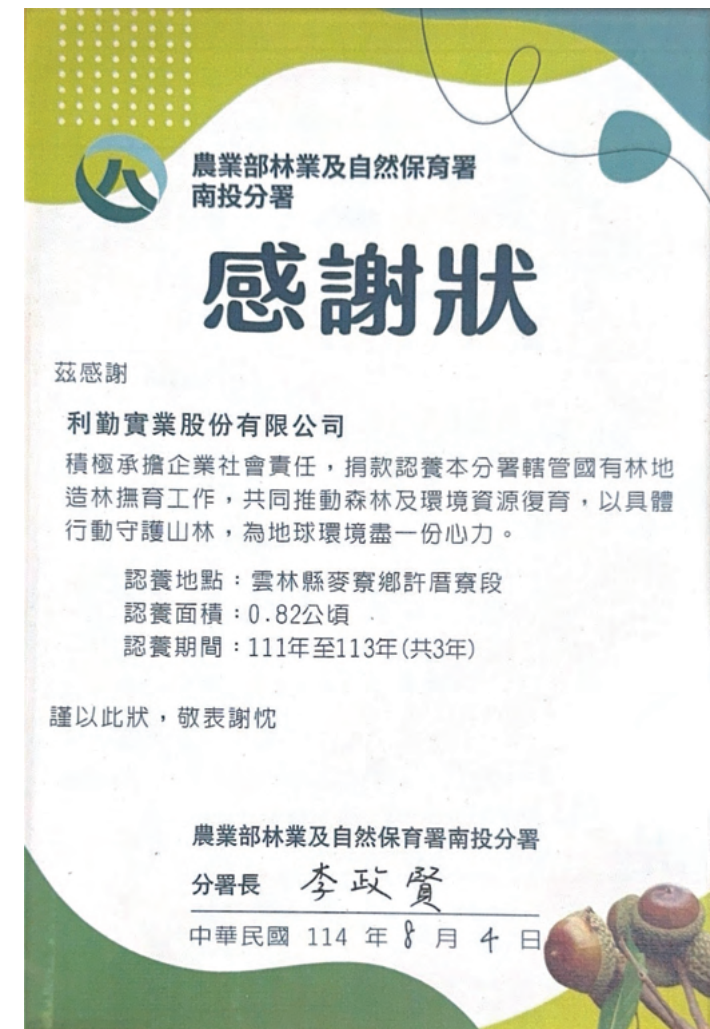 農業部林業及自然保育署
南投分署
感謝狀
茲感謝
利勤實業股份有限公司
積極承擔企業社會責任，捐款認養本分署轄管國有林地
造林撫育工作，共同推動森林及環境資源復育，以具體
行動守護山林，為地球環境盡一份心力。
認養地點：雲林縣麥寮鄉許厝寮段
認養面積：0.82公頃
認養期間：111年至113年(共3年)
謹以此狀，敬表謝忱
農業部林業及自然保育署南投分署
分署長 李政賢
中華民國 114 年 8 月 4 日